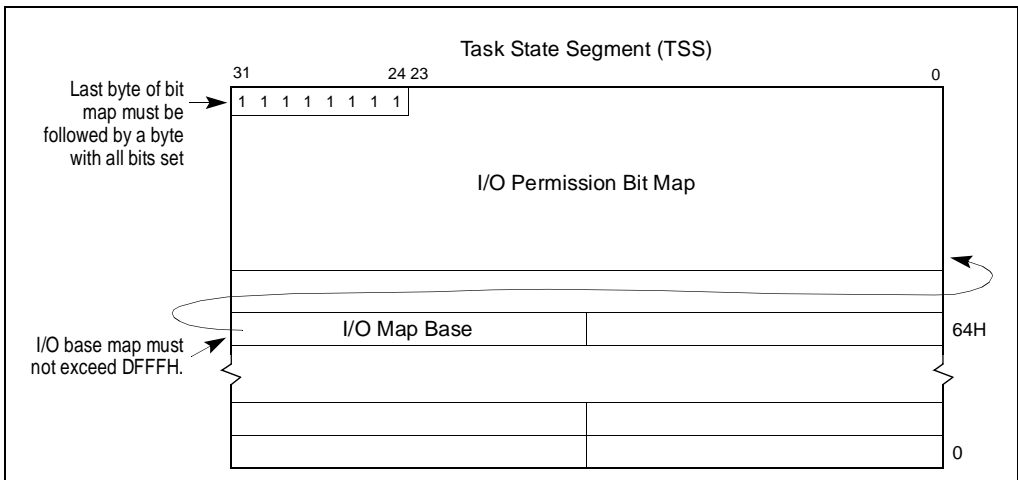 Task State Segment (TSS)
31 24 23 0
Last byte of bit
map must be
followed by a byte
with all bits set
1 1 1 1 1 1 1 1
I/O Permission Bit Map
I/O Map Base
64H
I/O base map must
not exceed DFFFH.
0